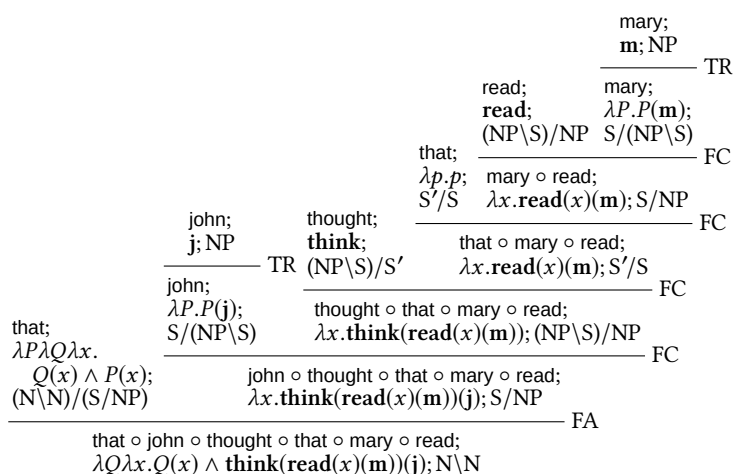 mary;
m; NP
TR
read;
read;
(NP\S)/NP
mary;
λP.P(m);
S/(NP\S)
FC
that;
λp.p;
S′/S
mary ∘ read;
λx.read(x)(m); S/NP
FC
john;
j; NP
TR
thought;
think;
(NP\S)/S′
that ∘ mary ∘ read;
λx.read(x)(m); S′/S
FC
john;
λP.P(j);
S/(NP\S)
thought ∘ that ∘ mary ∘ read;
λx.think(read(x)(m)); (NP\S)/NP
FC
that;
λPλQλx.
Q(x) ∧ P(x);
(N\N)/(S/NP)
john ∘ thought ∘ that ∘ mary ∘ read;
λx.think(read(x)(m))(j); S/NP
FA
that ∘ john ∘ thought ∘ that ∘ mary ∘ read;
λQλx.Q(x) ∧ think(read(x)(m))(j); N\N